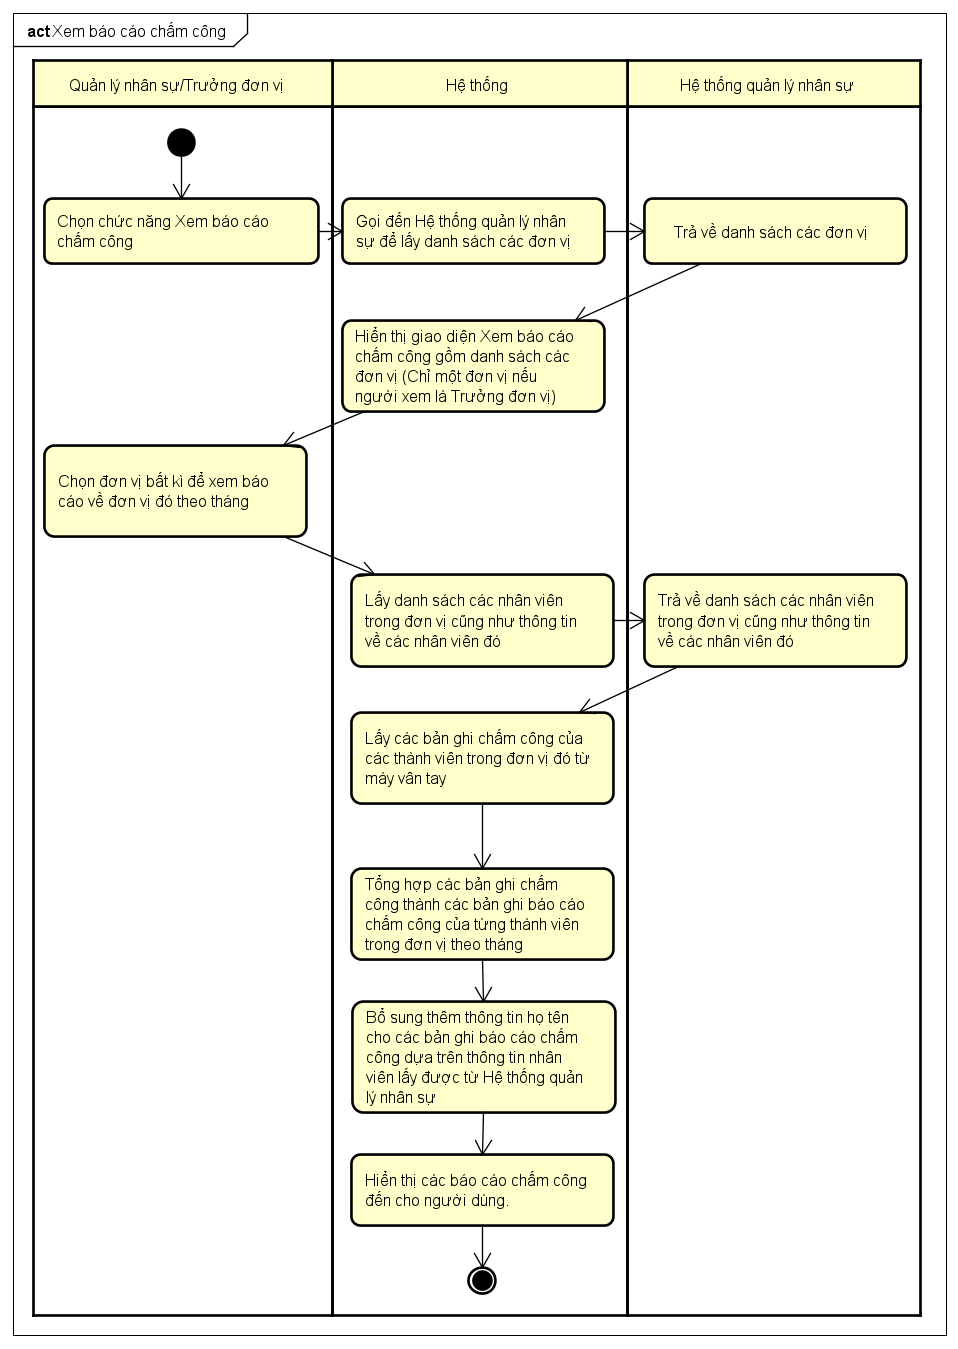 act Xem báo cáo chấm công
Quản lý nhân sự/Trưởng đơn vị
Hệ thống
Hệ thống quản lý nhân sự
Chọn chức năng Xem báo cáo
chấm công
Gọi đến Hệ thống quản lý nhân
sự để lấy danh sách các đơn vị
Trả về danh sách các đơn vị
Hiển thị giao diện Xem báo cáo
chấm công gồm danh sách các
đơn vị (Chỉ một đơn vị nếu
người xem là Trưởng đơn vị)
Chọn đơn vị bất kì để xem báo
cáo về đơn vị đó theo tháng
Lấy danh sách các nhân viên
trong đơn vị cũng như thông tin
về các nhân viên đó
Trả về danh sách các nhân viên
trong đơn vị cũng như thông tin
về các nhân viên đó
Lấy các bản ghi chấm công của
các thành viên trong đơn vị đó từ
máy vân tay
Tổng hợp các bản ghi chấm
công thành các bản ghi báo cáo
chấm công của từng thành viên
trong đơn vị theo tháng
Bổ sung thêm thông tin họ tên
cho các bản ghi báo cáo chấm
công dựa trên thông tin nhân
viên lấy được từ Hệ thống quản
lý nhân sự
Hiển thị các báo cáo chấm công
đến cho người dùng.